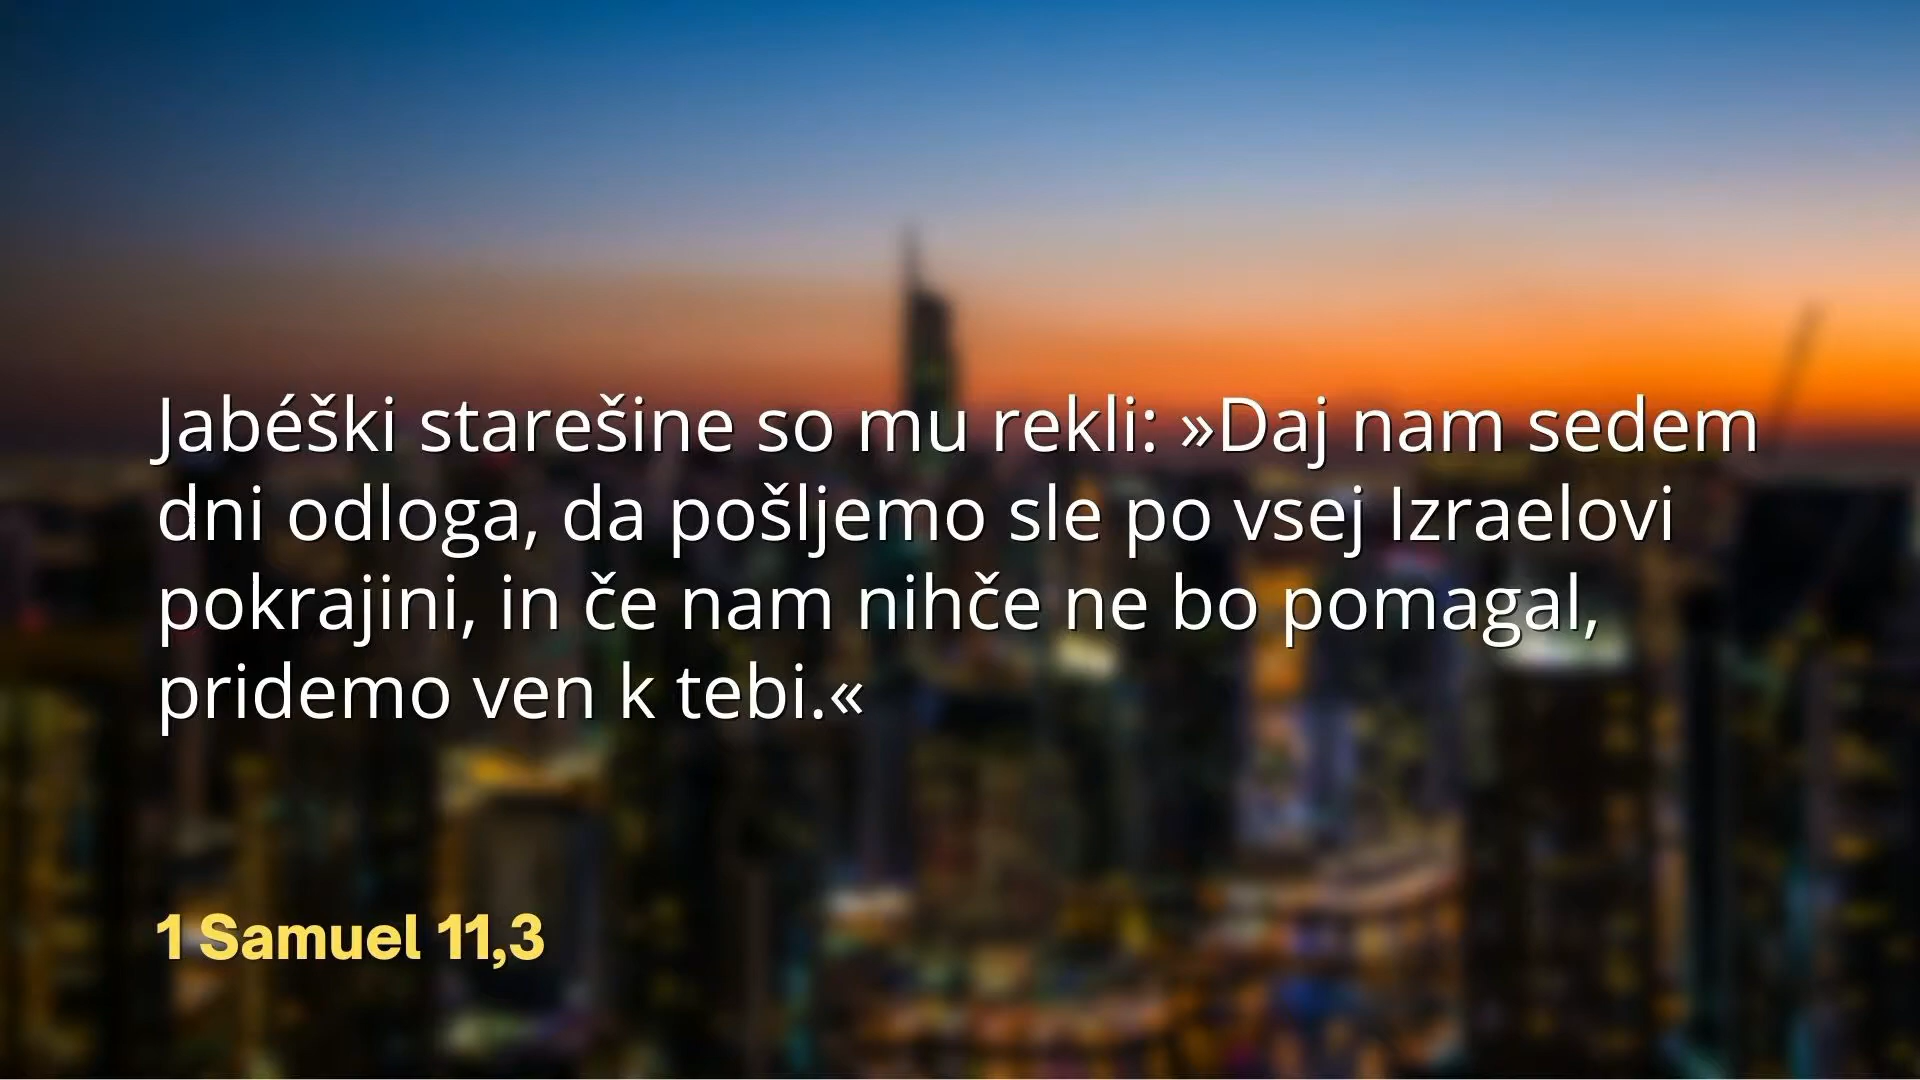 Jabéški starešine so mu rekli: »Daj nam sedem
dni odloga, da pošljemo sle po vsej Izraelovi
pokrajini, in če nam nihče ne bo pomagal,
pridemo ven k tebi.«
1 Samuel 11,3